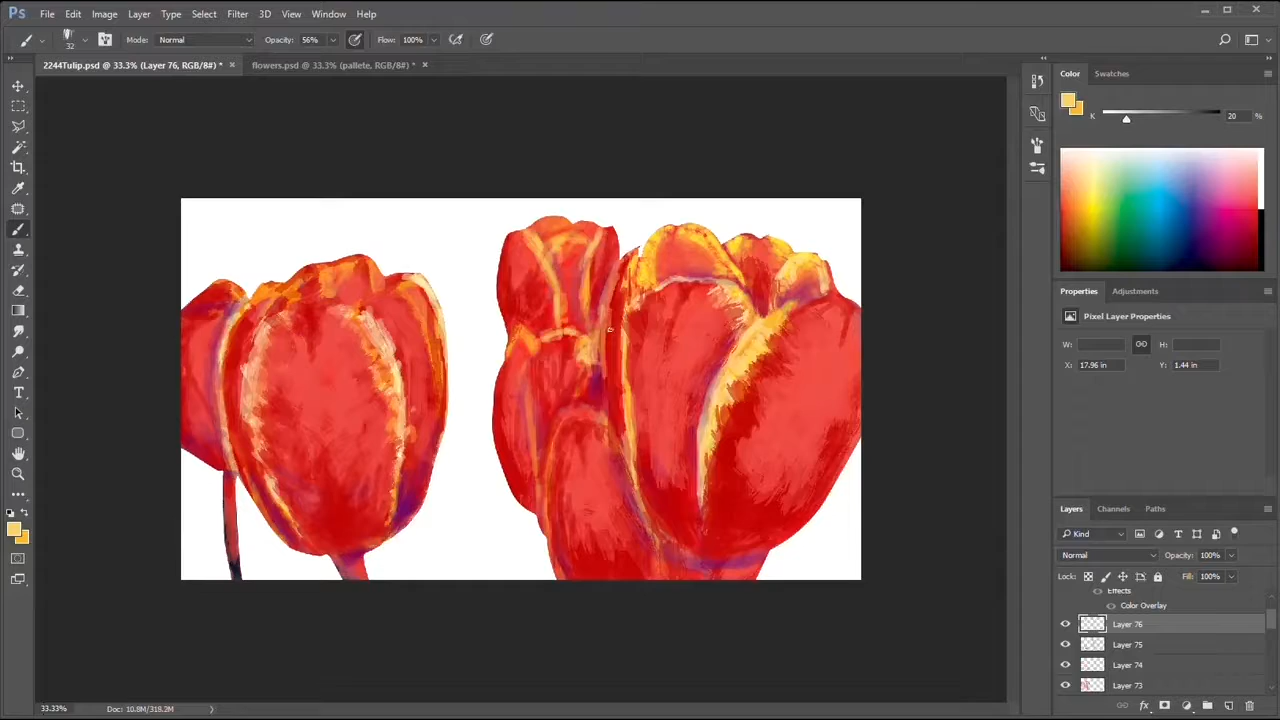 Ps File Edit Image Layer Type Select Filter 3D View Window Help
32 Mode: Normal Opacity: 56% Flow: 100%
2244Tulip.psd @ 33.3% (Layer 76, RGB/8#) * × flowers.psd @ 33.3% (pallete, RGB/8#) * ×
Color Swatches
K 20 %
Properties Adjustments
Pixel Layer Properties
W: H:
X: 17.96 in Y: 1.44 in
Layers Channels Paths
Kind
Normal Opacity: 100%
Lock: Fill: 100%
Effects
Color Overlay
Layer 76
Layer 75
Layer 74
Layer 73
33.33% Doc: 10.8M/318.2M